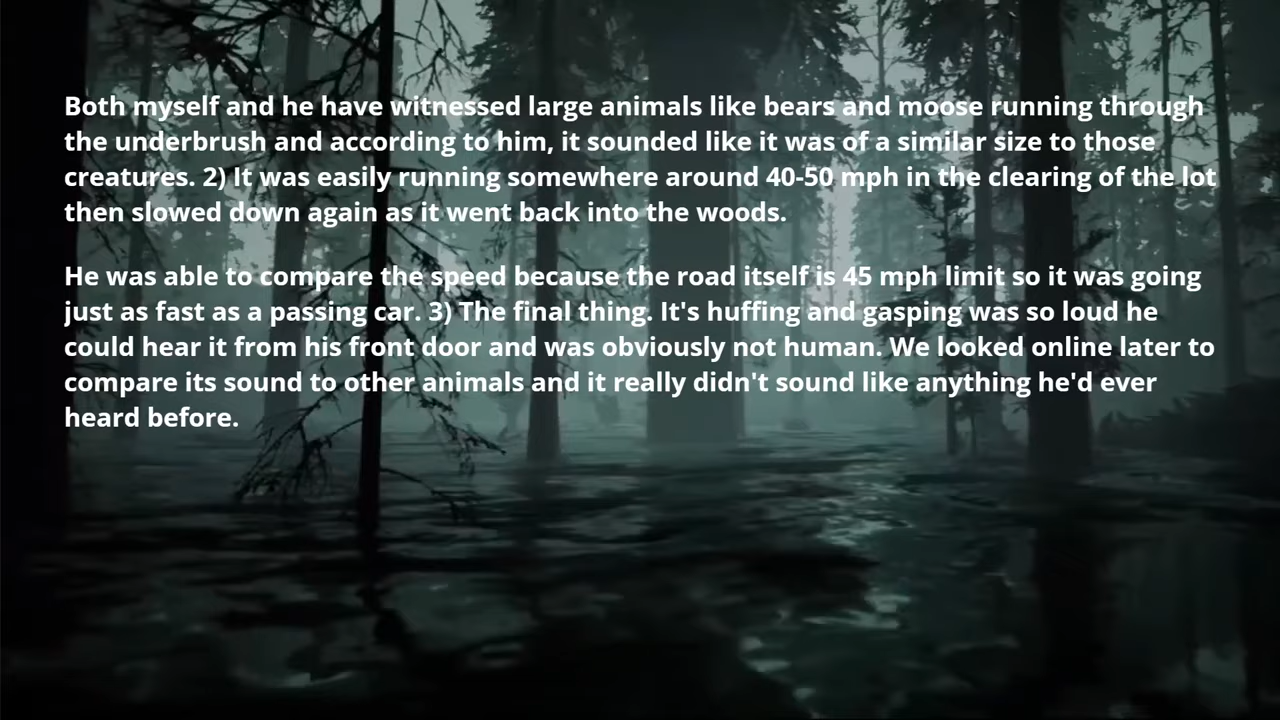 Both myself and he have witnessed large animals like bears and moose running through
the underbrush and according to him, it sounded like it was of a similar size to those
creatures. 2) It was easily running somewhere around 40-50 mph in the clearing of the lot
then slowed down again as it went back into the woods.
He was able to compare the speed because the road itself is 45 mph limit so it was going
just as fast as a passing car. 3) The final thing. It's huffing and gasping was so loud he
could hear it from his front door and was obviously not human. We looked online later to
compare its sound to other animals and it really didn't sound like anything he'd ever
heard before.